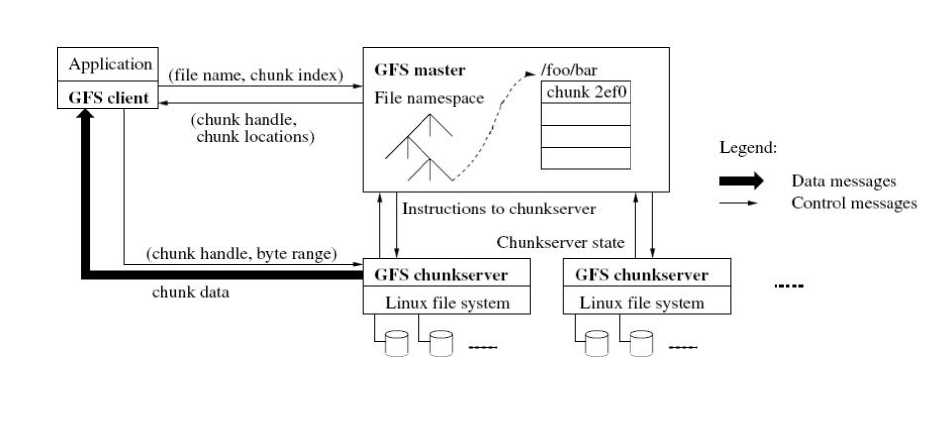 Application
GFS client
(file name, chunk index)
(chunk handle,
chunk locations)
GFS master
File namespace
/foo/bar
chunk 2ef0
Legend:
Data messages
Control messages
Instructions to chunkserver
Chunkserver state
(chunk handle, byte range)
chunk data
GFS chunkserver
Linux file system
GFS chunkserver
Linux file system